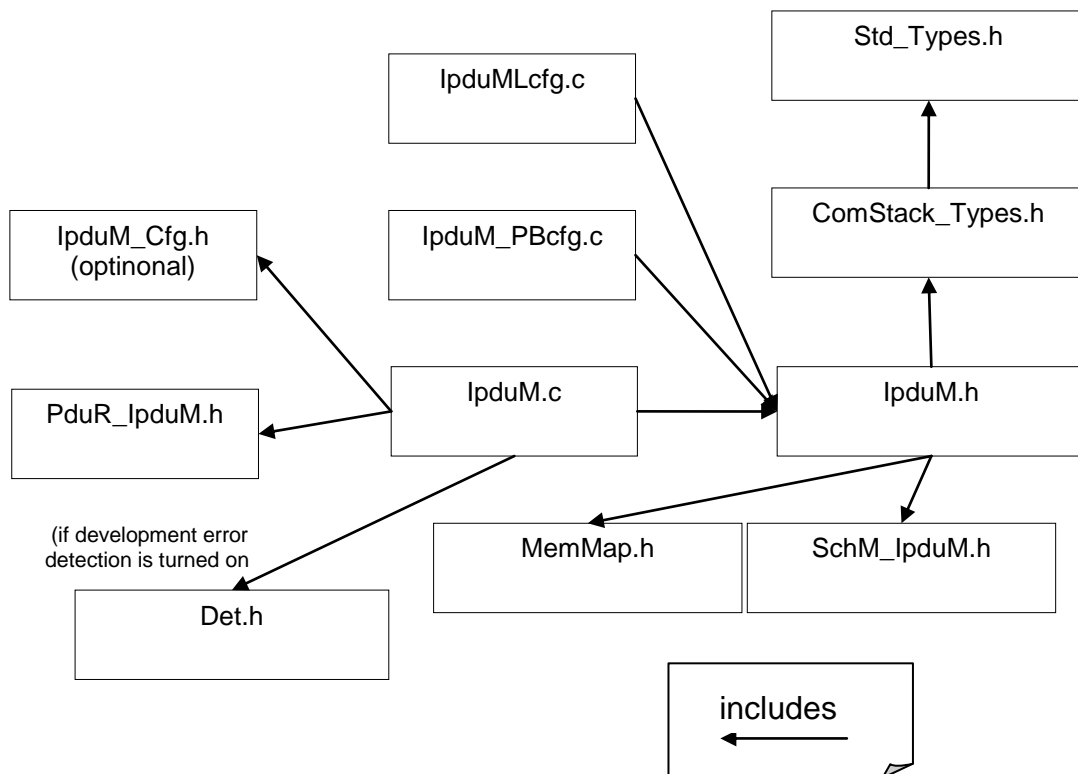 Std_Types.h
IpduMLcfg.c
ComStack_Types.h
IpduM_Cfg.h
(optinonal)
IpduM_PBcfg.c
IpduM.c
IpduM.h
PduR_IpduM.h
(if development error
detection is turned on
MemMap.h
SchM_IpduM.h
Det.h
includes